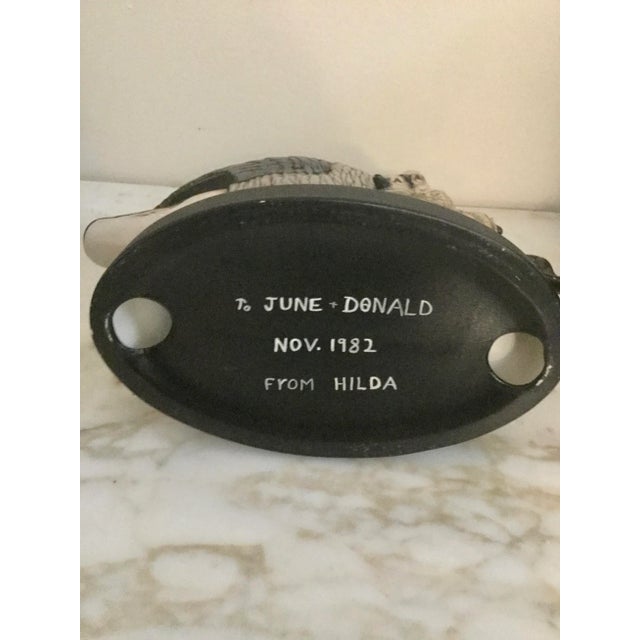 To JUNE + DONALD
NOV. 1982
FrOM HILDA